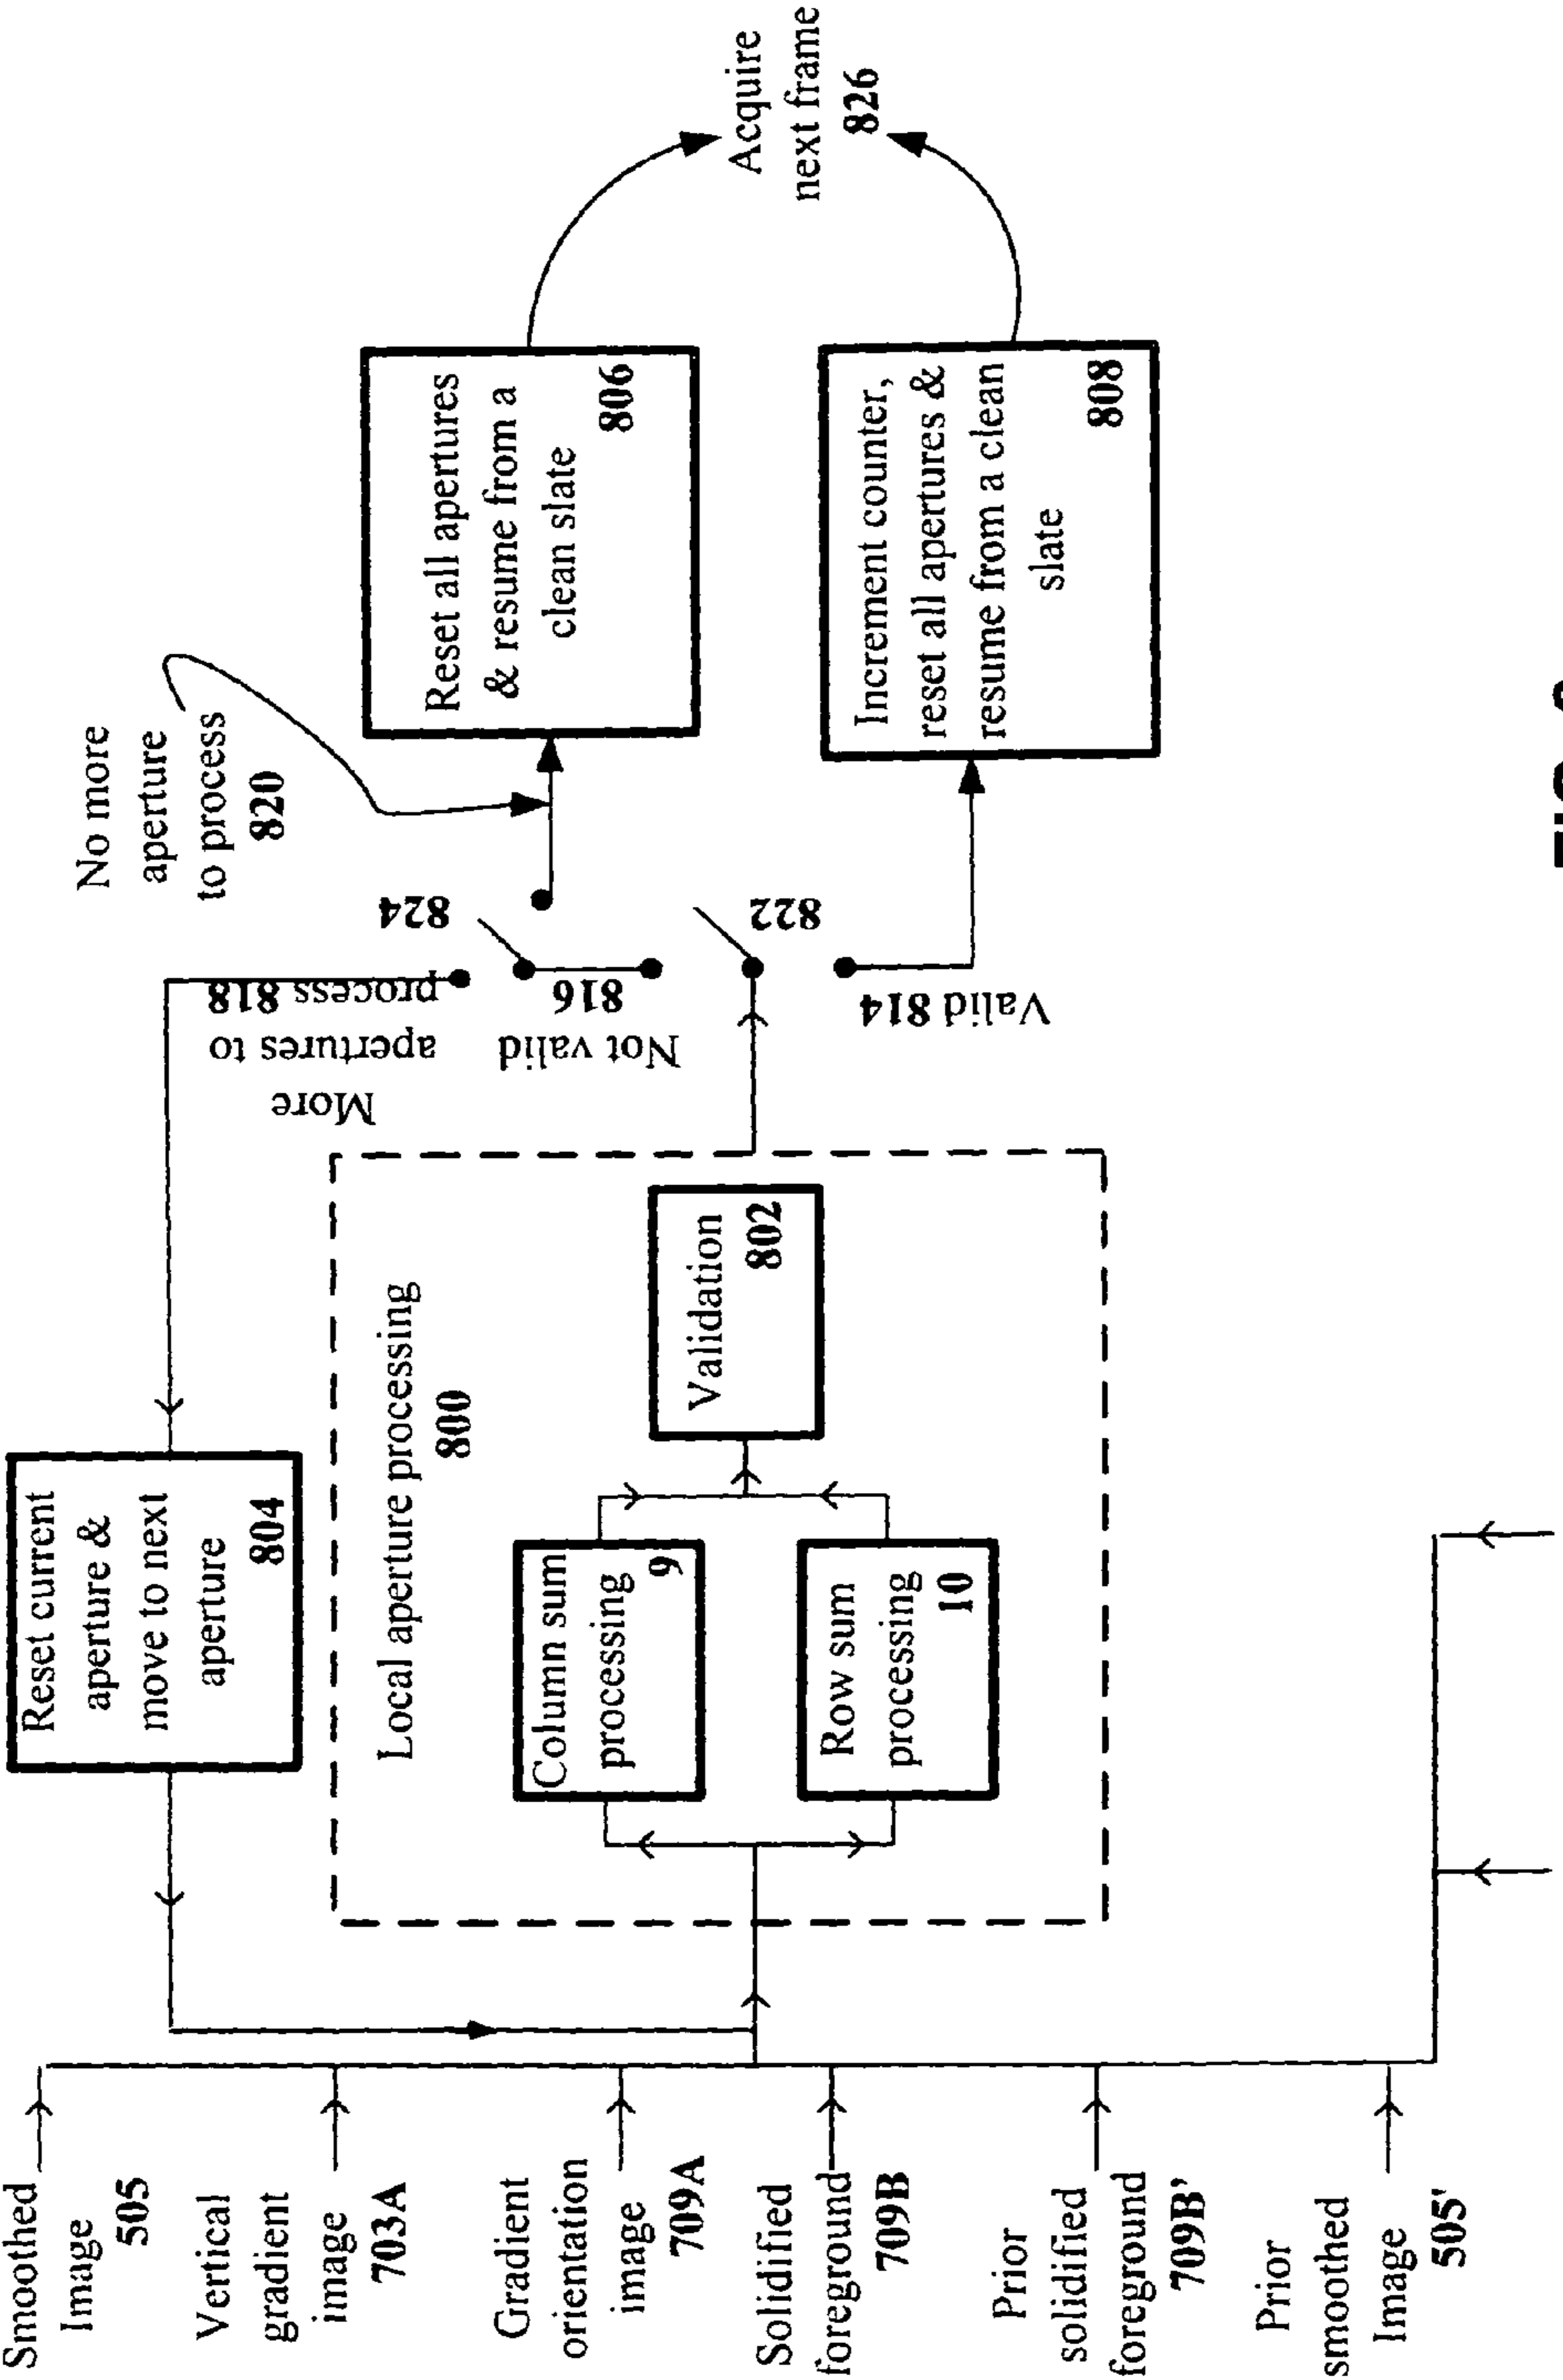 Smoothed
Image
505
Vertical
gradient
image
703A
Gradient
orientation
image
709A
Solidified
foreground
709B
Prior
solidified
foreground
709B’
Prior
smoothed
Image
505'
Reset current
aperture &
move to next
aperture
804
Local aperture processing
800
Column sum
processing
9
Row sum
processing
10
Validation
802
More
apertures to
process 818
Not valid
816
Valid 814
824
822
No more
aperture
to process
820
Reset all apertures
& resume from a
clean slate
806
Increment counter,
reset all apertures &
resume from a clean
slate
808
Acquire
next frame
826